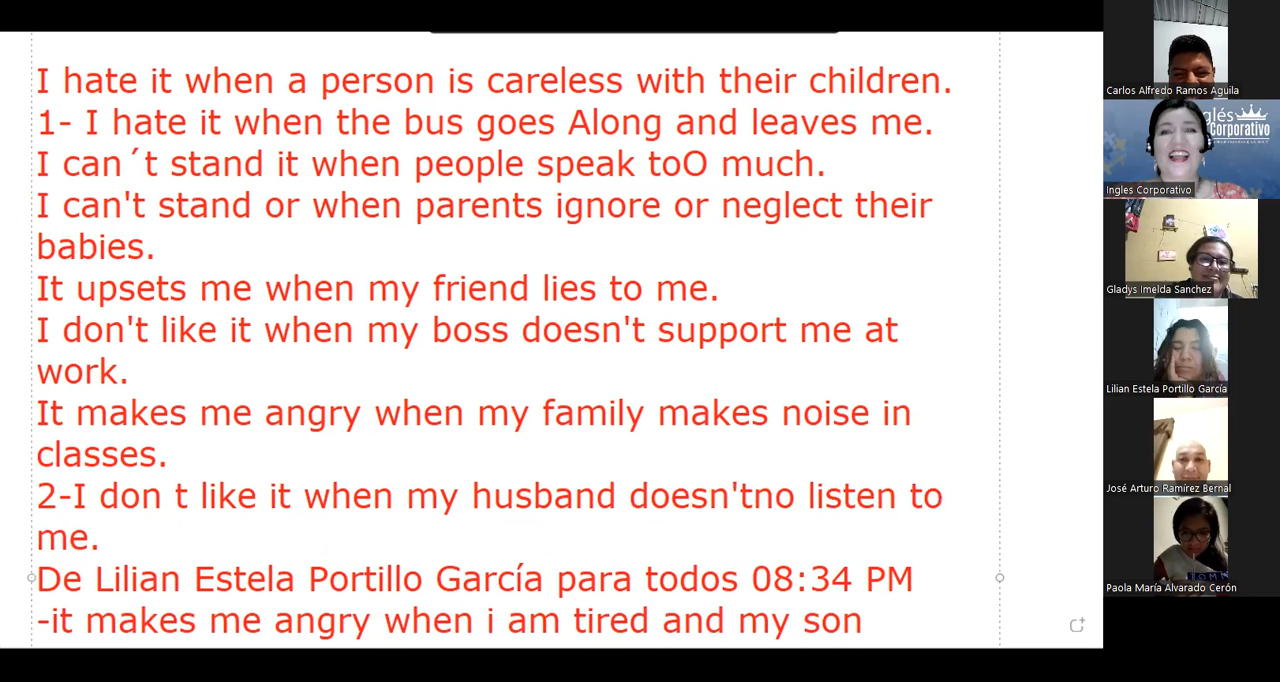 I hate it when a person is careless with their children.
1- I hate it when the bus goes Along and leaves me.
I can´t stand it when people speak toO much.
I can't stand or when parents ignore or neglect their
babies.
It upsets me when my friend lies to me.
I don't like it when my boss doesn't support me at
work.
It makes me angry when my family makes noise in
classes.
2-I don t like it when my husband doesn'tno listen to
me.
De Lilian Estela Portillo García para todos 08:34 PM
-it makes me angry when i am tired and my son
Carlos Alfredo Ramos Aguila
glés
Corporativo
Ingles Corporativo
Gladys Imelda Sanchez
Lilian Estela Portillo García
José Arturo Ramírez Bernal
Paola María Alvarado Cerón